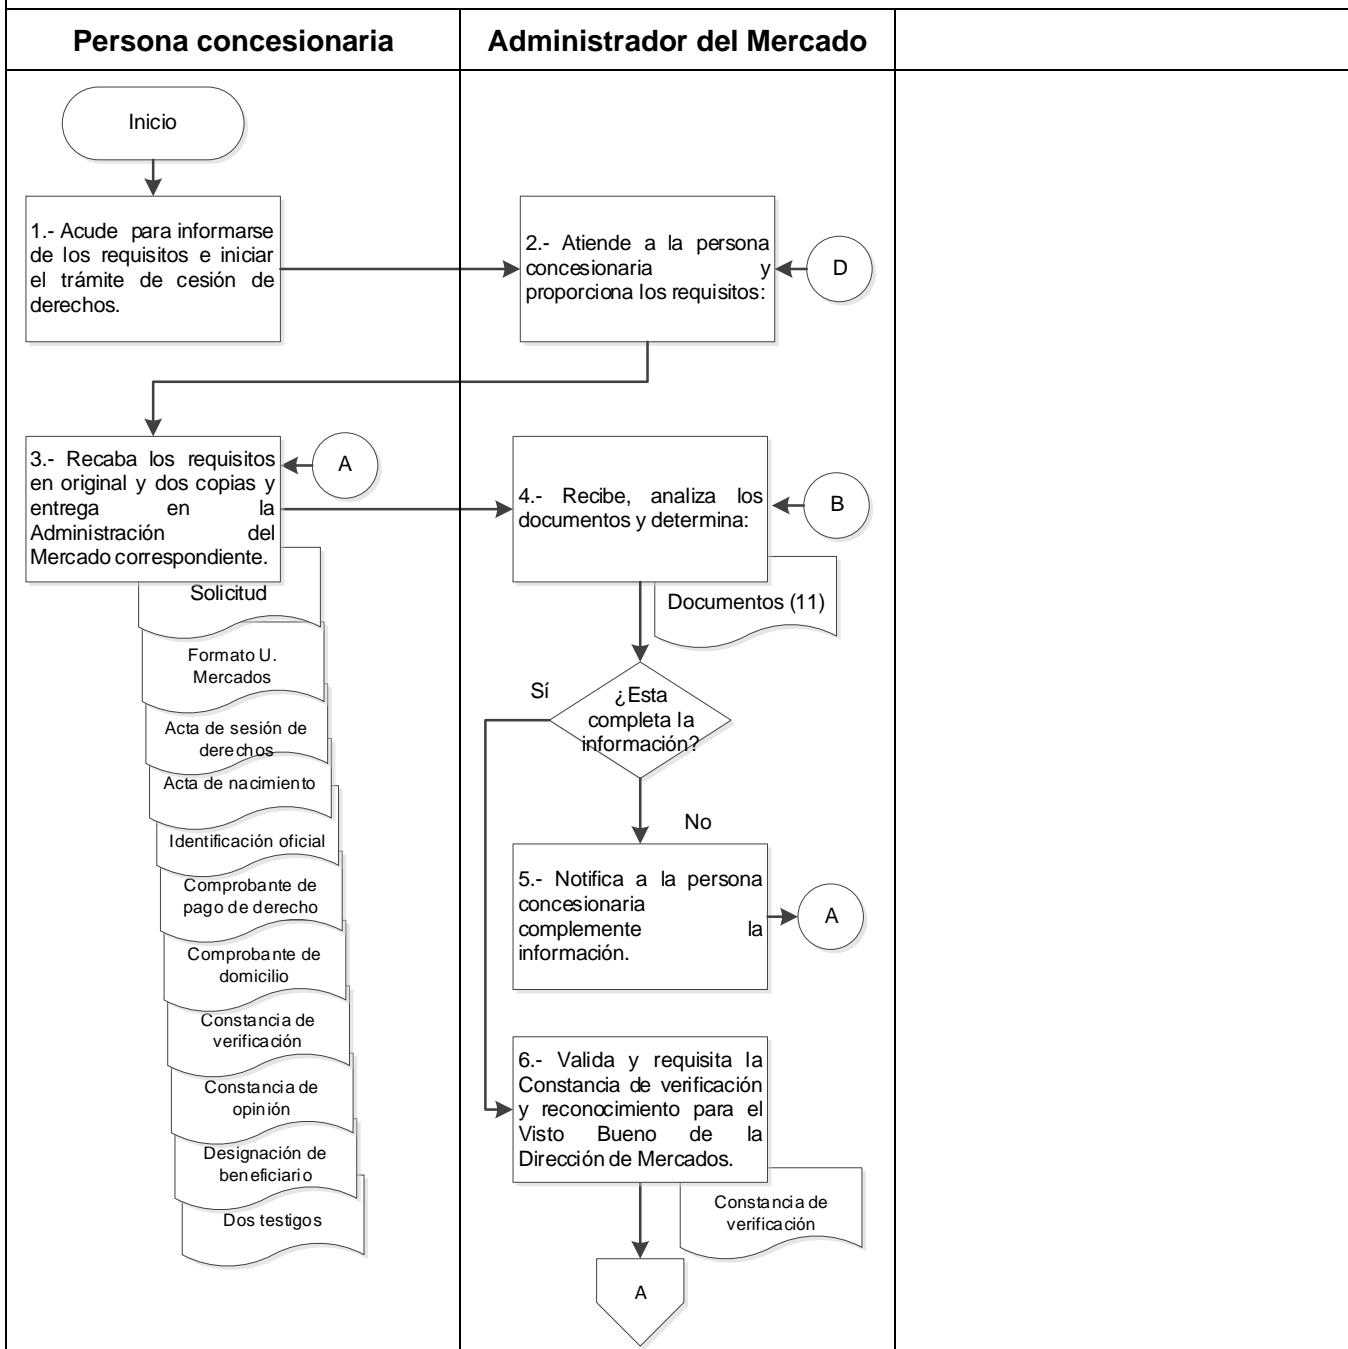 Persona concesionaria
Administrador del Mercado
Inicio
1.- Acude para informarse
de los requisitos e iniciar
el trámite de cesión de
derechos.
2.- Atiende a la persona
concesionaria y
proporciona los requisitos:
D
3.- Recaba los requisitos
en original y dos copias y
entrega en la
Administración del
Mercado correspondiente.
A
Solicitud
Formato U.
Mercados
Acta de sesión de
derechos
Acta de nacimiento
Identificación oficial
Comprobante de
pago de derecho
Comprobante de
domicilio
Constancia de
verificación
Constancia de
opinión
Designación de
beneficiario
Dos testigos
4.- Recibe, analiza los
documentos y determina:
B
Documentos (11)
Sí
¿Esta
completa la
información?
No
5.- Notifica a la persona
concesionaria
complemente la
información.
A
6.- Valida y requisita la
Constancia de verificación
y reconocimiento para el
Visto Bueno de la
Dirección de Mercados.
Constancia de
verificación
A